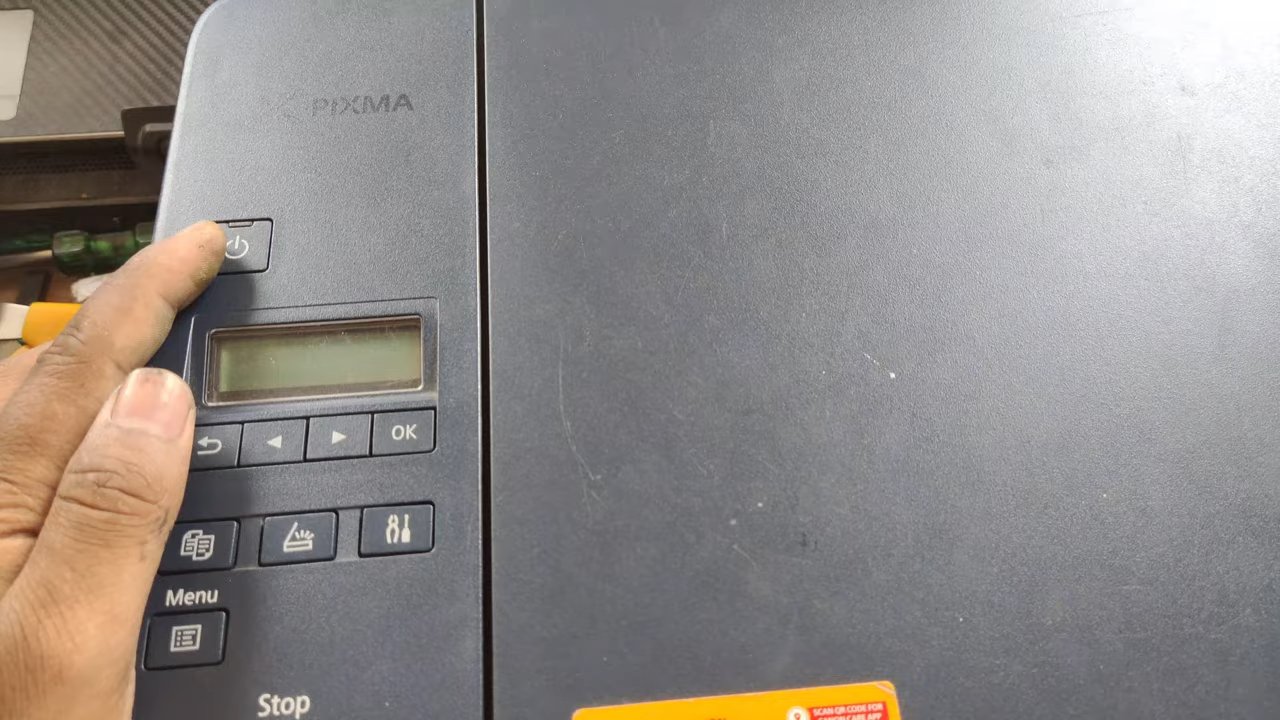 PIXMA
OK
Menu
Stop
SCAN QR CODE FOR
CANON CARE APP